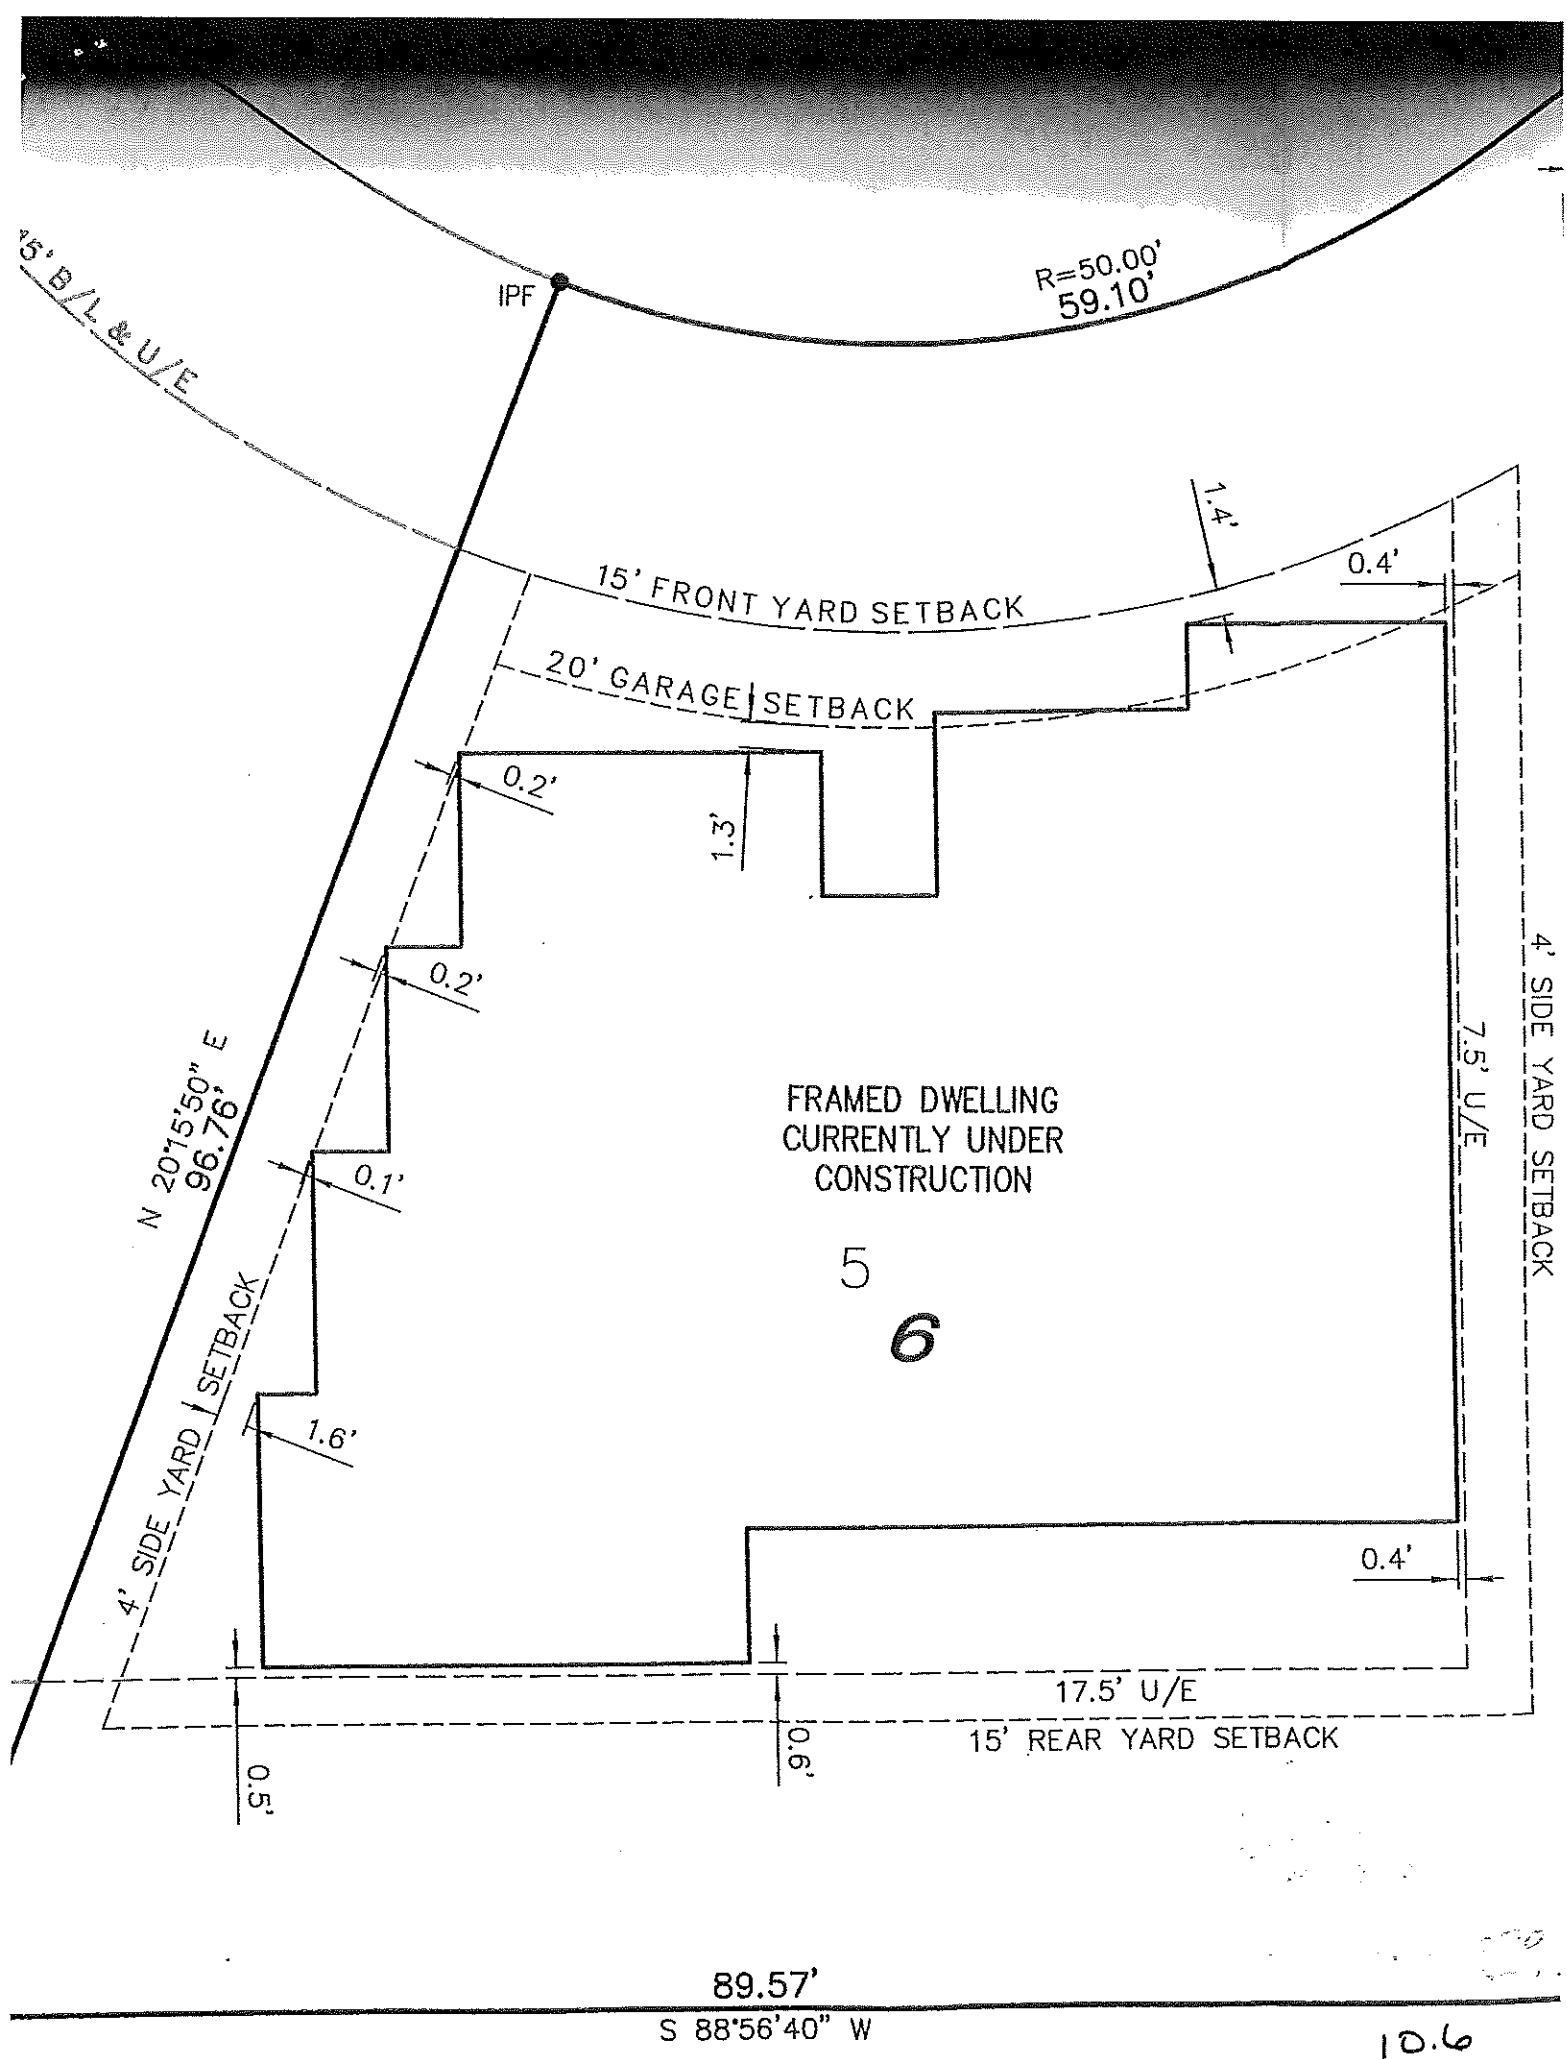 R=50.00'
59.10'
IPF
5' B/L & U/E
1.4'
0.4'
15' FRONT YARD SETBACK
20' GARAGE SETBACK
0.2'
1.3'
0.2'
4' SIDE YARD SETBACK
7.5' U/E
N 20°15'50" E
96.76'
FRAMED DWELLING
CURRENTLY UNDER
CONSTRUCTION
0.1'
5
6
4' SIDE YARD SETBACK
1.6'
0.4'
17.5' U/E
15' REAR YARD SETBACK
0.5'
0.6'
89.57'
S 88°56'40" W
10.6